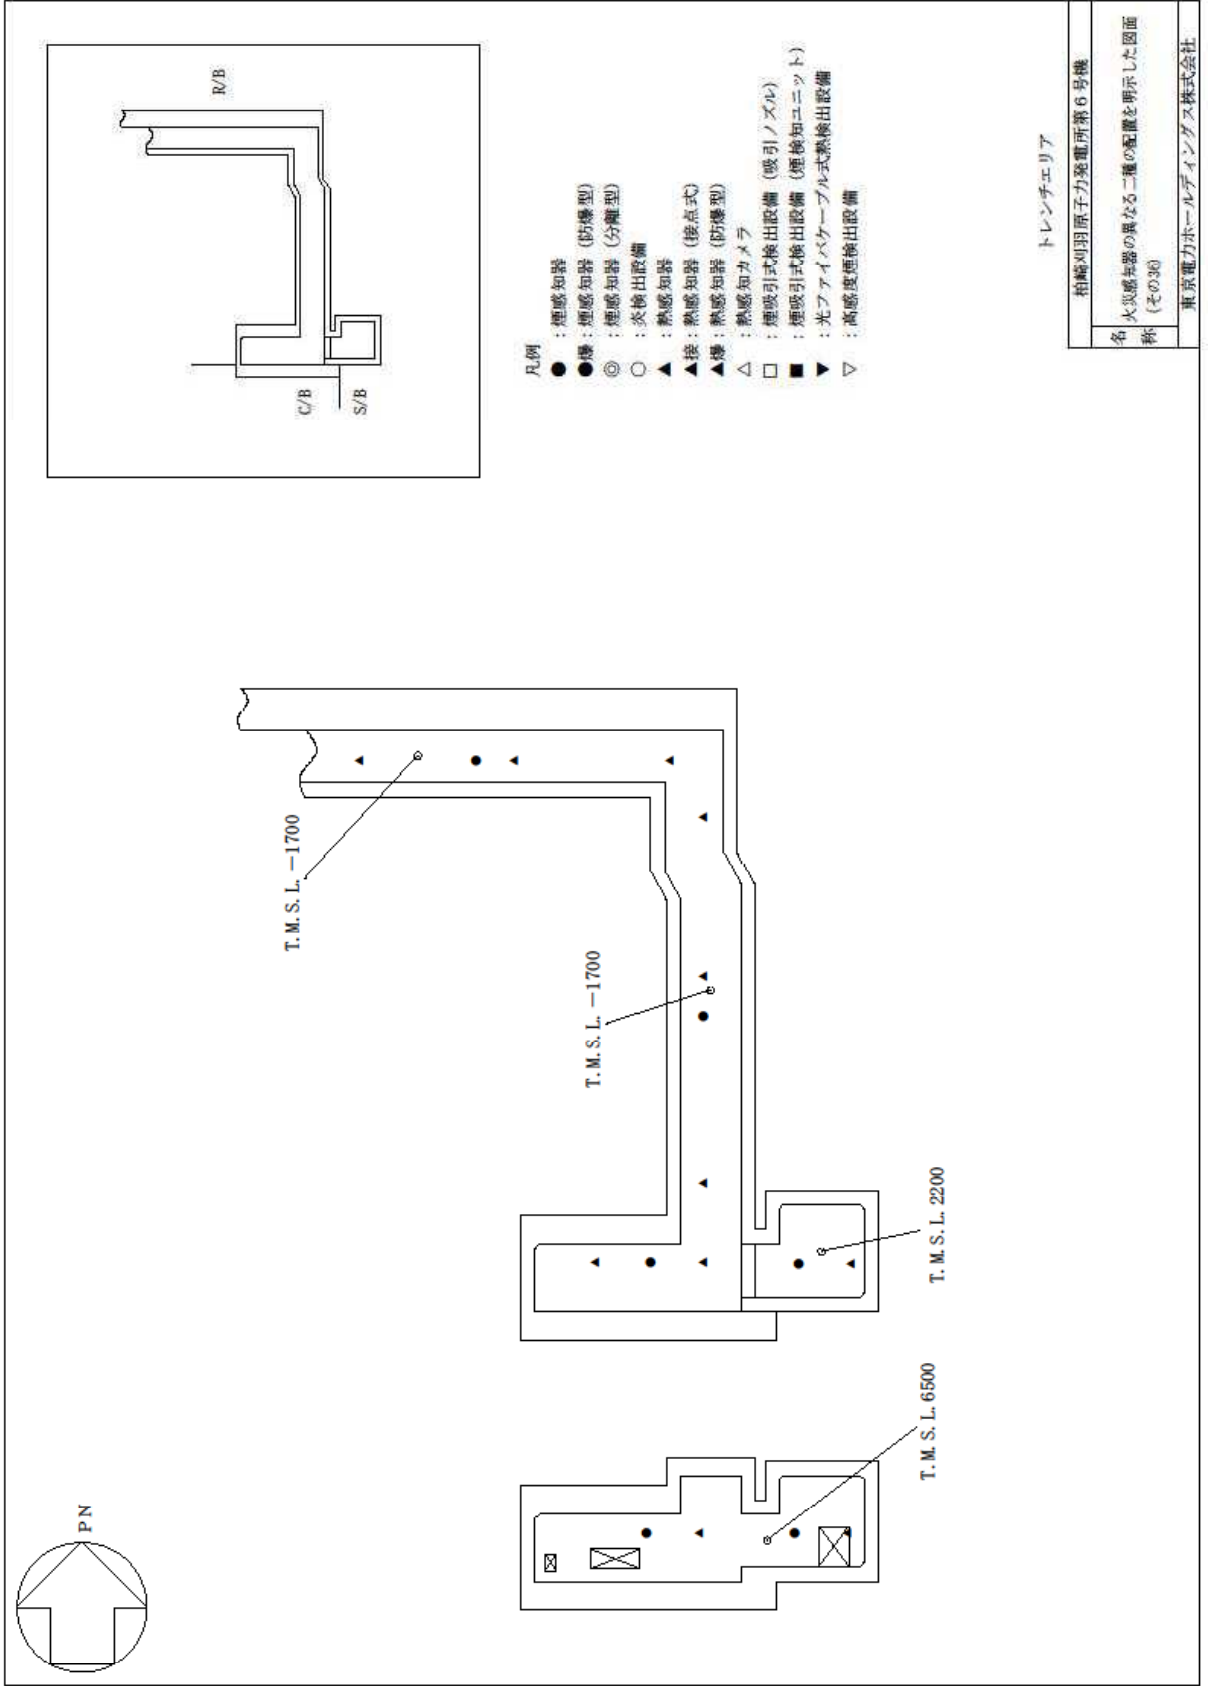 PN
T.M.S.L.6500
T.M.S.L.2200
T.M.S.L.−1700
T.M.S.L.−1700
C/B
S/B
R/B
凡例
● ：煙感知器
●爆：煙感知器（防爆型）
◎ ：煙感知器（分離型）
○ ：炎検出設備
▲ ：熱感知器
▲接：熱感知器（接点式）
▲爆：熱感知器（防爆型）
△ ：熱感知カメラ
□ ：煙吸引式検出設備（吸引ノズル）
■ ：煙吸引式検出設備（煙検知ユニット）
▼ ：光ファイバケーブル式熱検出設備
▽ ：高感度煙検出設備
トレンチエリア
柏崎刈羽原子力発電所第６号機
名称
火災感知器の異なる二種の配置を明示した図面
(その36)
東京電力ホールディングス株式会社